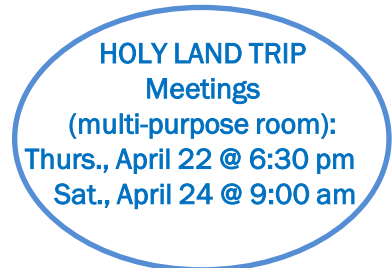 HOLY LAND TRIP
Meetings
(multi-purpose room):
Thurs., April 22 @ 6:30 pm
Sat., April 24 @ 9:00 am